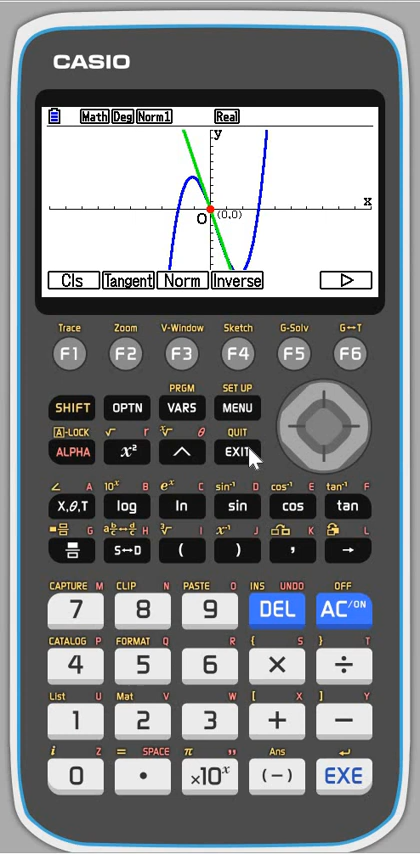 CASIO
Math Deg Norm1 Real
y
x
O (0,0)
Cls Tangent Norm Inverse
Trace Zoom V-Window Sketch G-Solv G↔T
F1 F2 F3 F4 F5 F6
PRGM SET UP
SHIFT OPTN VARS MENU
A-LOCK √ r ˣ√ θ QUIT
ALPHA x² ^ EXIT
∠ A 10ˣ B eˣ C sin⁻¹ D cos⁻¹ E tan⁻¹ F
X,θ,T log ln sin cos tan
G H ³√ I x⁻¹ J K L
S↔D ( ) , →
CAPTURE M CLIP N PASTE O INS UNDO OFF
7 8 9 DEL AC/ON
CATALOG P FORMAT Q R { S } T
4 5 6 × ÷
List U Mat V W [ X ] Y
1 2 3 + −
i Z = SPACE π " Ans ↵
0 • ×10ˣ (−) EXE